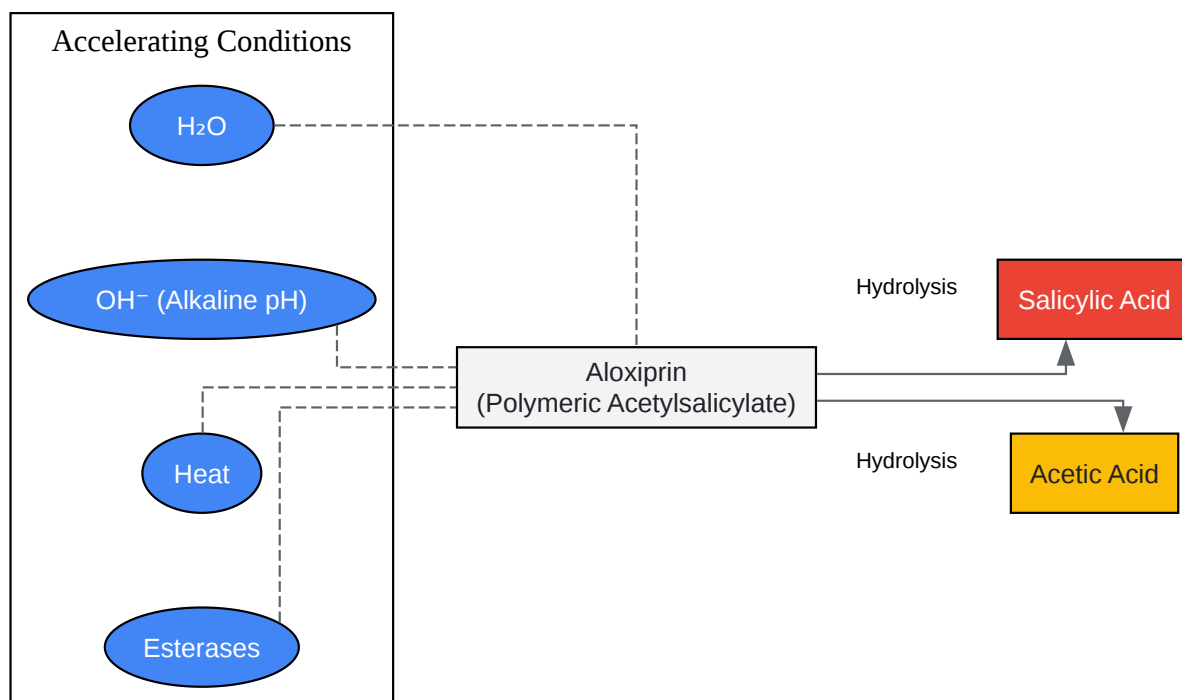 Accelerating Conditions
H₂O
OH⁻ (Alkaline pH)
Heat
Esterases
Aloxiprin
(Polymeric Acetylsalicylate)
Hydrolysis
Salicylic Acid
Hydrolysis
Acetic Acid